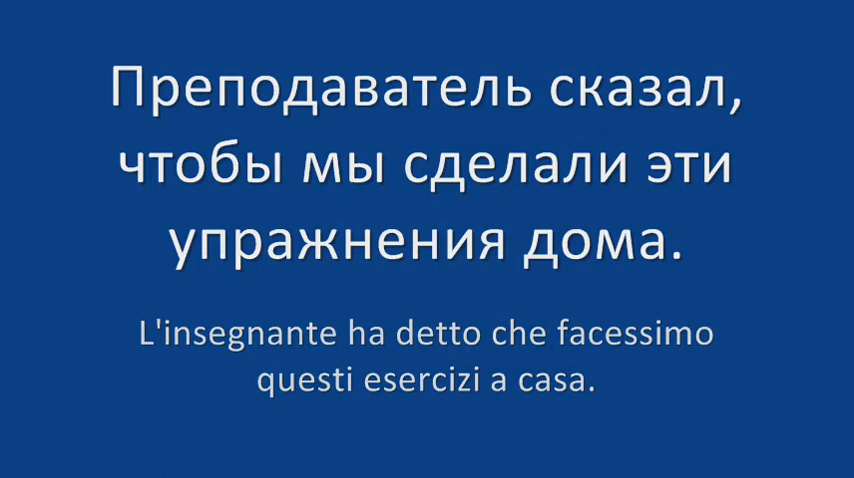 Преподаватель сказал,
чтобы мы сделали эти
упражнения дома.
L'insegnante ha detto che facessimo
questi esercizi a casa.